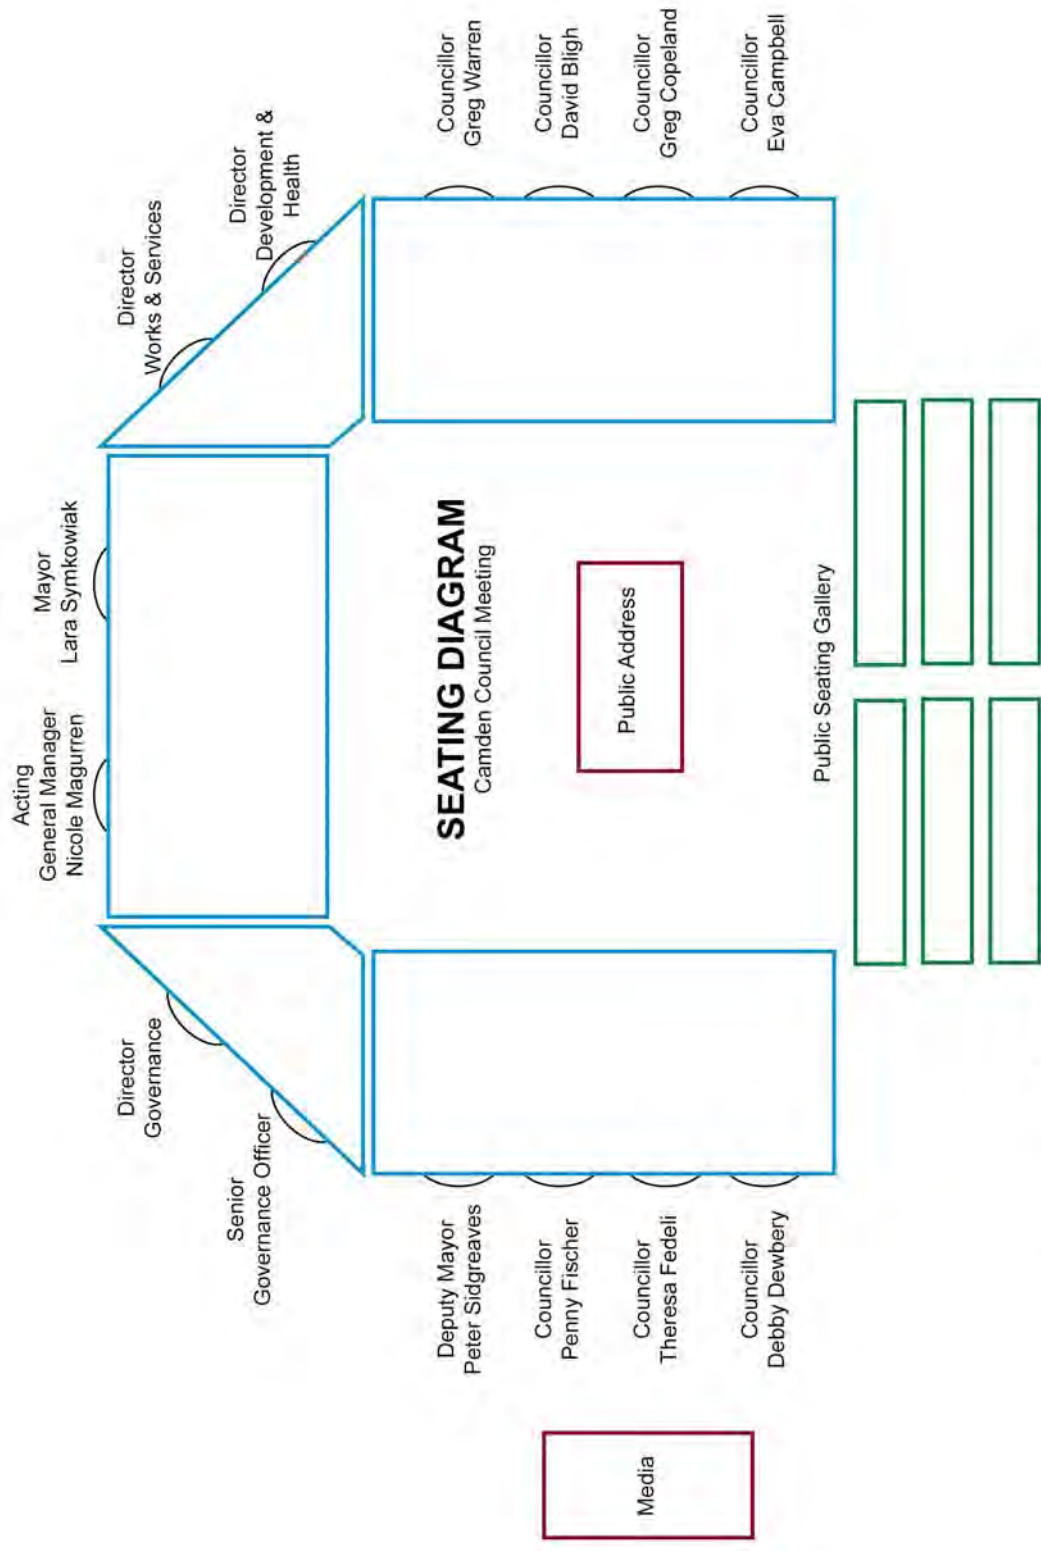 Acting
General Manager
Nicole Magurren
Mayor
Lara Symkowiak
Director
Governance
Director
Works & Services
Senior
Governance Officer
Director
Development &
Health
SEATING DIAGRAM
Camden Council Meeting
Deputy Mayor
Peter Sidgreaves
Councillor
Greg Warren
Councillor
Penny Fischer
Councillor
David Bligh
Media
Public Address
Councillor
Theresa Fedeli
Councillor
Greg Copeland
Councillor
Debby Dewbery
Councillor
Eva Campbell
Public Seating Gallery